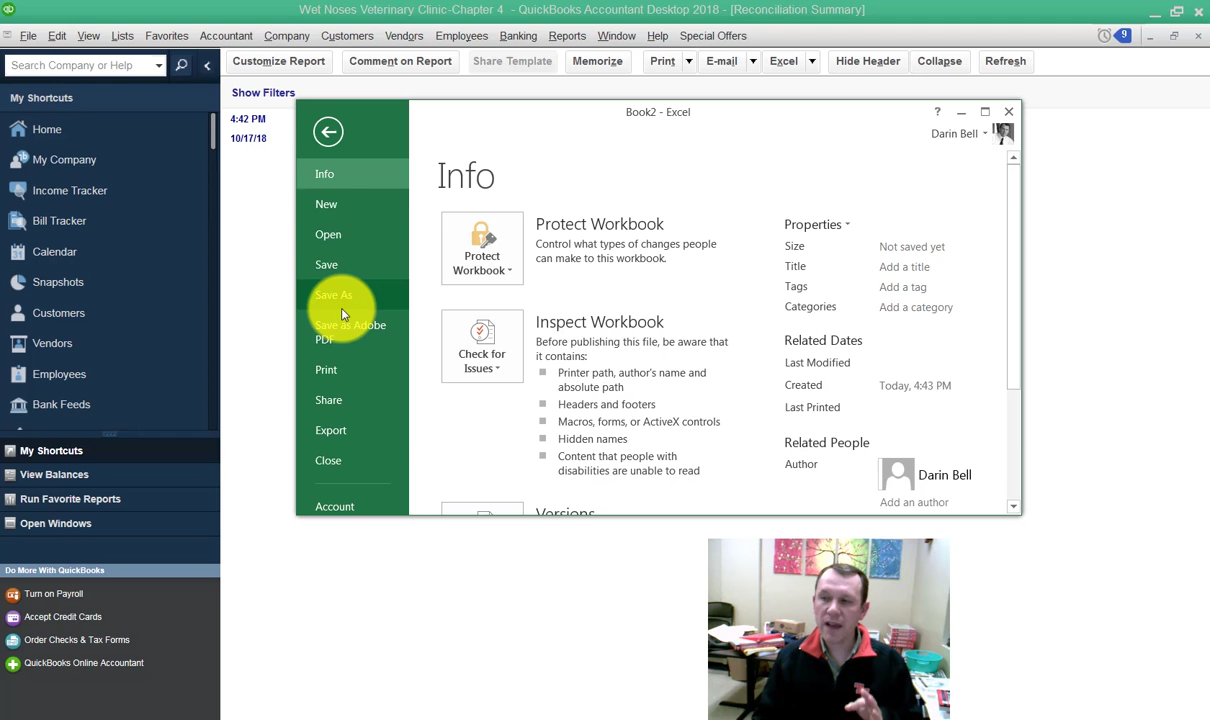 Wet Noses Veterinary Clinic-Chapter 4 - QuickBooks Accountant Desktop 2018 - [Reconciliation Summary]
File Edit View Lists Favorites Accountant Company Customers Vendors Employees Banking Reports Window Help Special Offers
9
Search Company or Help
Customize Report Comment on Report Share Template Memorize Print E-mail Excel Hide Header Collapse Refresh
Show Filters
4:42 PM
10/17/18
My Shortcuts
Home
My Company
Income Tracker
Bill Tracker
Calendar
Snapshots
Customers
Vendors
Employees
Bank Feeds
My Shortcuts
View Balances
Run Favorite Reports
Open Windows
Do More With QuickBooks
Turn on Payroll
Accept Credit Cards
Order Checks & Tax Forms
QuickBooks Online Accountant
Book2 - Excel
?
Darin Bell
Info
New
Open
Save
Save As
Save as Adobe
PDF
Print
Share
Export
Close
Account
Info
Protect
Workbook
Protect Workbook
Control what types of changes people
can make to this workbook.
Check for
Issues
Inspect Workbook
Before publishing this file, be aware that
it contains:
Printer path, author's name and
absolute path
Headers and footers
Macros, forms, or ActiveX controls
Hidden names
Content that people with
disabilities are unable to read
Versions
Properties
Size Not saved yet
Title Add a title
Tags Add a tag
Categories Add a category
Related Dates
Last Modified
Created Today, 4:43 PM
Last Printed
Related People
Author
Darin Bell
Add an author